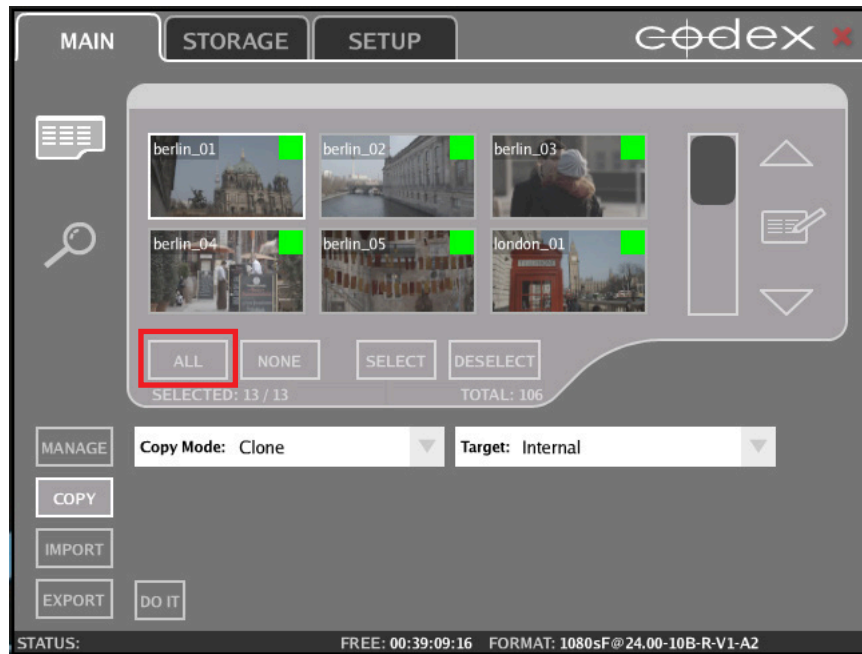 MAIN STORAGE SETUP codex
berlin_01 berlin_02 berlin_03
berlin_04 berlin_05 london_01
ALL NONE SELECT DESELECT
SELECTED: 13 / 13 TOTAL: 106
MANAGE Copy Mode: Clone Target: Internal
COPY
IMPORT
EXPORT DO IT
STATUS: FREE: 00:39:09:16 FORMAT: 1080sF@24.00-10B-R-V1-A2